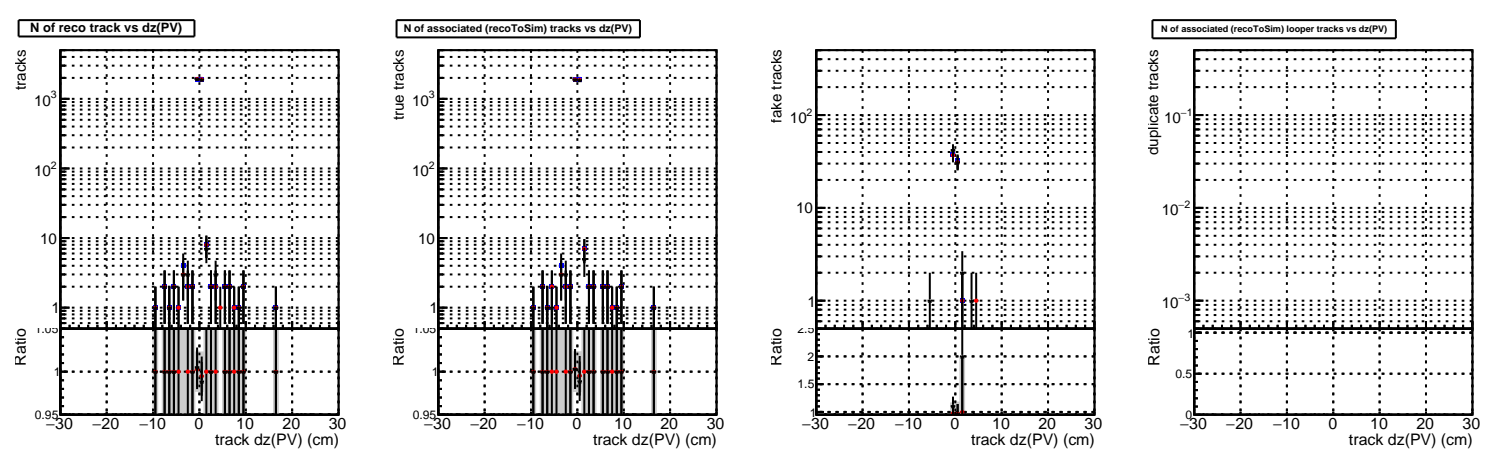 N of reco track vs dz(PV)
tracks
10³
10²
10
1
1.05
Ratio
1
0.95
−30 −20 −10 0 10 20 30
track dz(PV) (cm)
N of associated (recoToSim) tracks vs dz(PV)
true tracks
10³
10²
10
1
1.05
Ratio
1
0.95
−30 −20 −10 0 10 20 30
track dz(PV) (cm)
fake tracks
10²
10
1
2.5
Ratio
2
1.5
1
−30 −20 −10 0 10 20 30
track dz(PV) (cm)
N of associated (recoToSim) looper tracks vs dz(PV)
duplicate tracks
10⁻¹
10⁻²
10⁻³
Ratio
1
0.5
0
−30 −20 −10 0 10 20 30
track dz(PV) (cm)